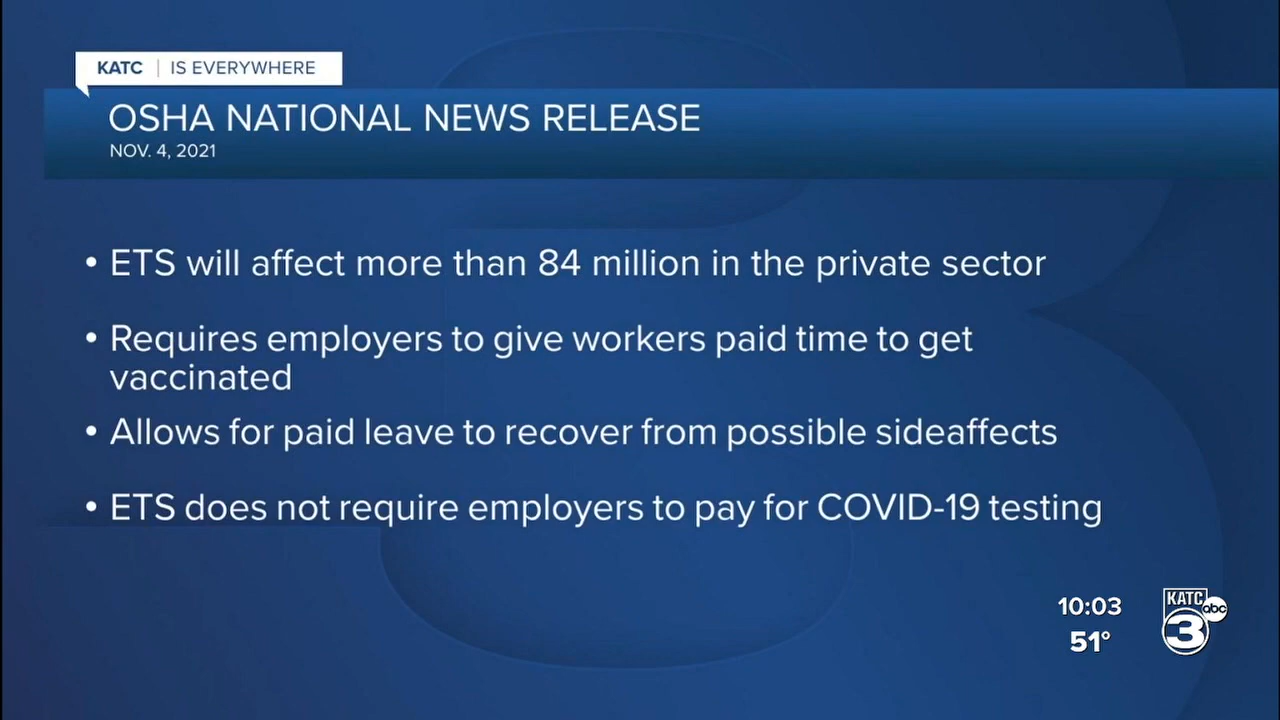 KATC | IS EVERYWHERE
OSHA NATIONAL NEWS RELEASE
NOV. 4, 2021
• ETS will affect more than 84 million in the private sector
• Requires employers to give workers paid time to get
vaccinated
• Allows for paid leave to recover from possible sideaffects
• ETS does not require employers to pay for COVID-19 testing
10:03
51°
KATC
abc
3